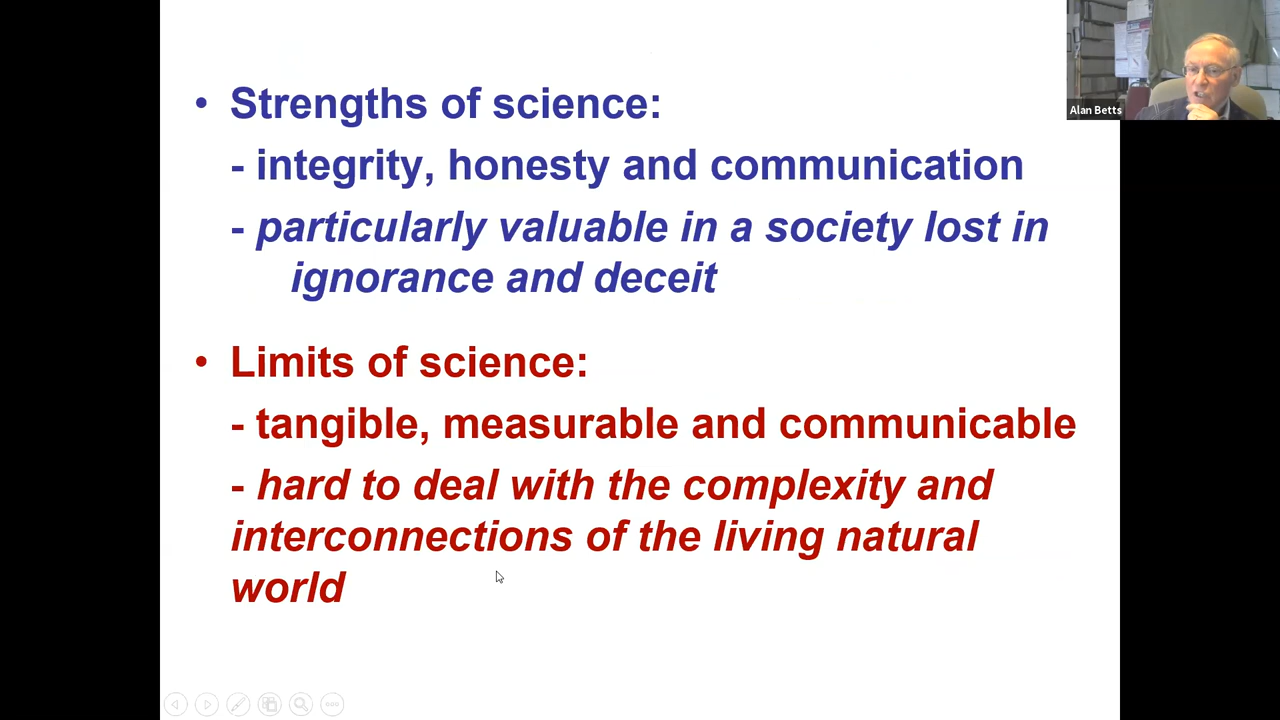 • Strengths of science:
- integrity, honesty and communication
- particularly valuable in a society lost in
ignorance and deceit
• Limits of science:
- tangible, measurable and communicable
- hard to deal with the complexity and
interconnections of the living natural
world
Alan Betts